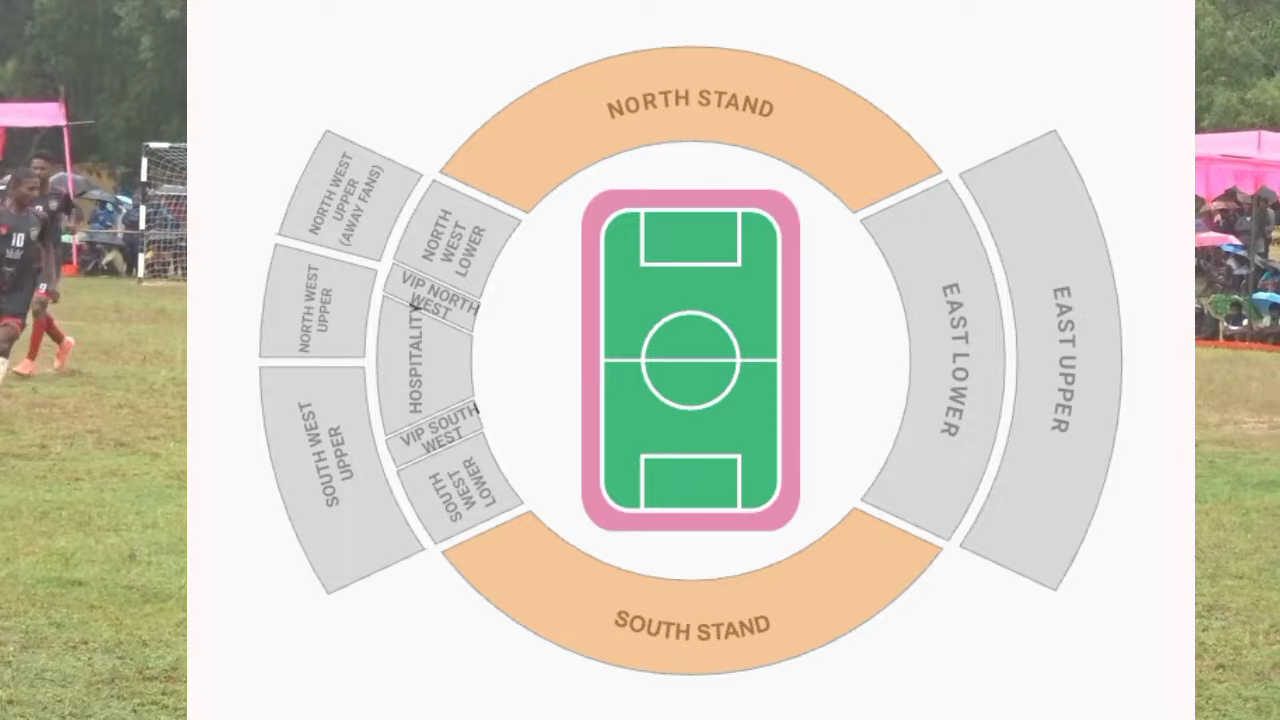 NORTH STAND
NORTH WEST
UPPER
(AWAY FANS)
NORTH
WEST
LOWER
VIP NORTH
WEST
NORTH WEST
UPPER
HOSPITALITY
EAST LOWER
EAST UPPER
VIP SOUTH
WEST
SOUTH WEST
UPPER
SOUTH
WEST
LOWER
SOUTH STAND
10